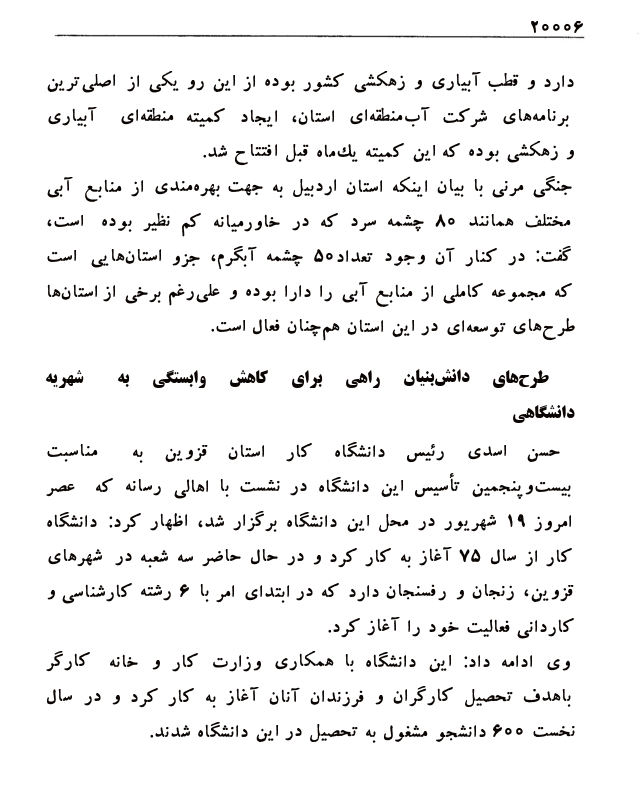 ۲۰۰۰۶
دارد و قطب آبیاری و زهکشی کشور بوده از این رو یکی از اصلی‌ترین
برنامه‌های شرکت آب‌منطقه‌ای استان، ایجاد کمیته منطقه‌ای آبیاری
و زهکشی بوده که این کمیته یك‌ماه قبل افتتاح شد.
جنگی مرنی با بیان اینکه استان اردبیل به جهت بهره‌مندی از منابع آبی
مختلف همانند ۸۰ چشمه سرد که در خاورمیانه کم نظیر بوده است،
گفت: در کنار آن وجود تعداد۵۰ چشمه آبگرم، جزو استان‌هایی است
که مجموعه کاملی از منابع آبی را دارا بوده و علی‌رغم برخی از استان‌ها
طرح‌های توسعه‌ای در این استان هم‌چنان فعال است.
طرح‌های دانش‌بنیان راهی برای کاهش وابستگی به شهریه
دانشگاهی
حسن اسدی رئیس دانشگاه کار استان قزوین به مناسبت
بیست‌وپنجمین تأسیس این دانشگاه در نشست با اهالی رسانه که عصر
امروز ۱۹ شهریور در محل این دانشگاه برگزار شد، اظهار کرد: دانشگاه
کار از سال ۷۵ آغاز به کار کرد و در حال حاضر سه شعبه در شهرهای
قزوین، زنجان و رفسنجان دارد که در ابتدای امر با ۶ رشته کارشناسی و
کاردانی فعالیت خود را آغاز کرد.
وی ادامه داد: این دانشگاه با همکاری وزارت کار و خانه کارگر
باهدف تحصیل کارگران و فرزندان آنان آغاز به کار کرد و در سال
نخست ۶۰۰ دانشجو مشغول به تحصیل در این دانشگاه شدند.